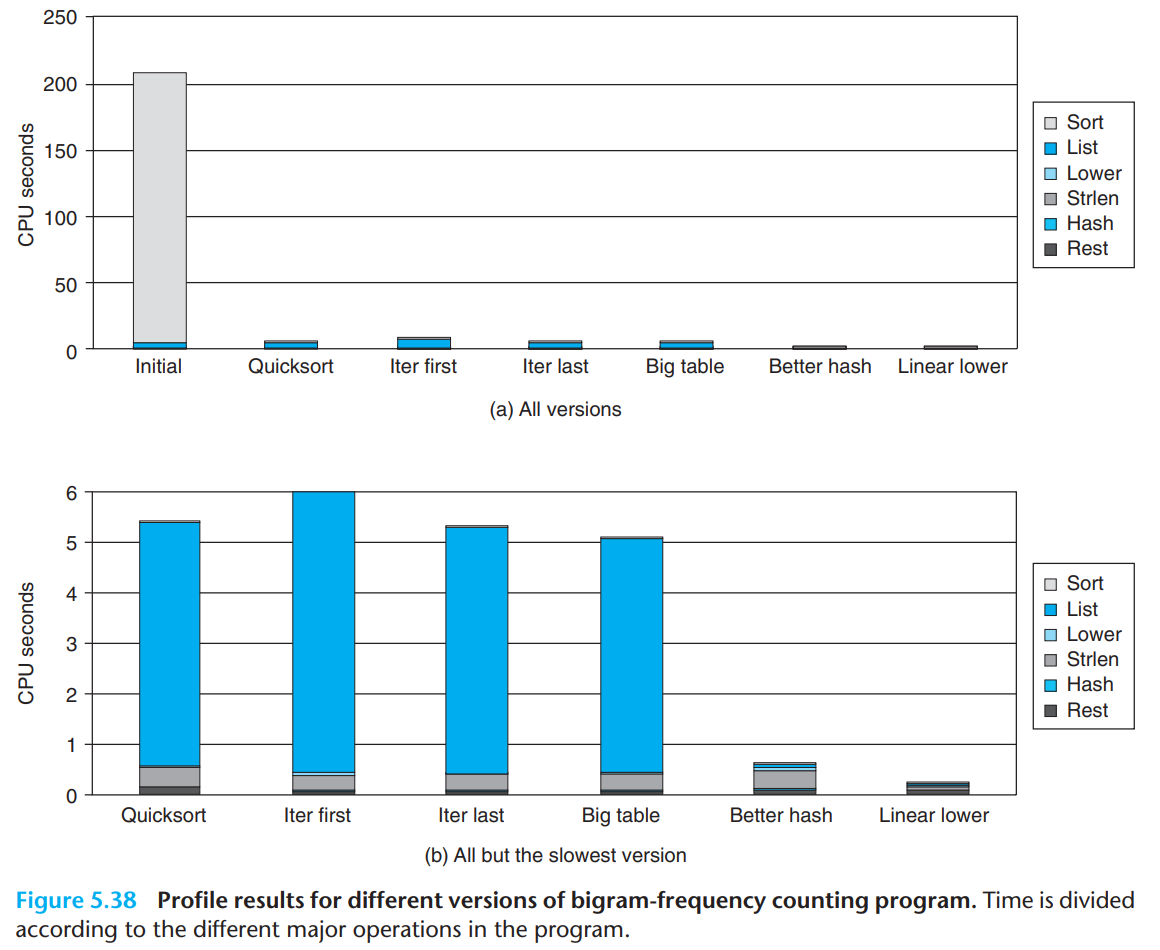 250
200
150
100
50
0
CPU seconds
Initial
Quicksort
Iter first
Iter last
Big table
Better hash
Linear lower
Sort
List
Lower
Strlen
Hash
Rest
(a) All versions
6
5
4
3
2
1
0
CPU seconds
Quicksort
Iter first
Iter last
Big table
Better hash
Linear lower
Sort
List
Lower
Strlen
Hash
Rest
(b) All but the slowest version
Figure 5.38 Profile results for different versions of bigram-frequency counting program. Time is divided
according to the different major operations in the program.